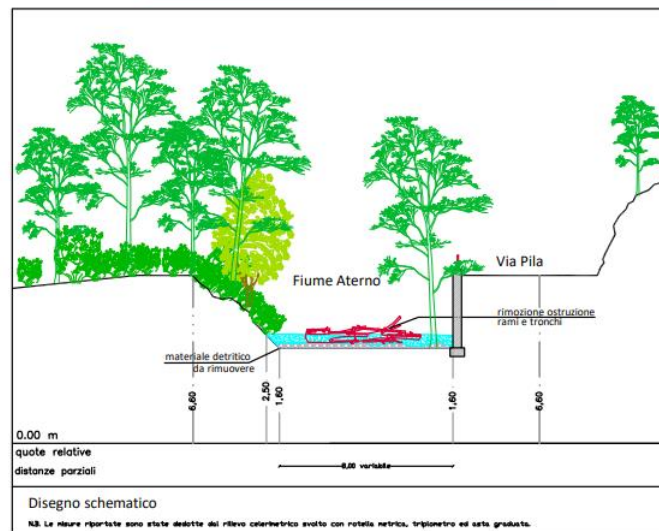 Via Pila
Fiume Aterno
rimozione ostruzione
rami e tronchi
materiale detritico
da rimuovere
6,60
2,50
1,60
1,60
6,60
0.00 m
quote relative
distanze parziali
8,00 variabile
Disegno schematico
N.B. Le misure riportate sono state dedotte dal rilievo celerimetrico svolto con rotella metrica, triplometro ed asta graduata.